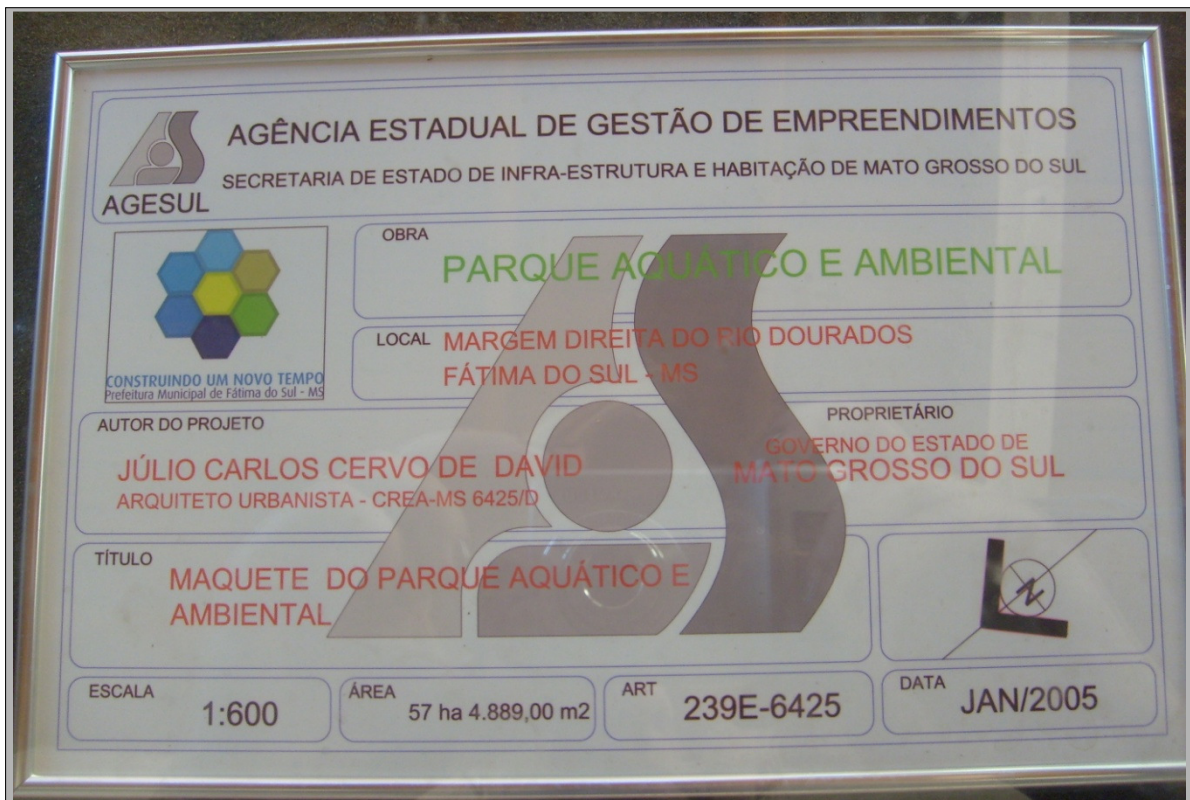 AGÊNCIA ESTADUAL DE GESTÃO DE EMPREENDIMENTOS
SECRETARIA DE ESTADO DE INFRA-ESTRUTURA E HABITAÇÃO DE MATO GROSSO DO SUL
AGESUL
CONSTRUINDO UM NOVO TEMPO
Prefeitura Municipal de Fátima do Sul - MS
OBRA
PARQUE AQUÁTICO E AMBIENTAL
LOCAL
MARGEM DIREITA DO RIO DOURADOS
FÁTIMA DO SUL - MS
AUTOR DO PROJETO
JÚLIO CARLOS CERVO DE DAVID
ARQUITETO URBANISTA - CREA-MS 6425/D
PROPRIETÁRIO
GOVERNO DO ESTADO DE
MATO GROSSO DO SUL
TÍTULO
MAQUETE DO PARQUE AQUÁTICO E
AMBIENTAL
N
ESCALA
1:600
ÁREA
57 ha 4.889,00 m2
ART
239E-6425
DATA
JAN/2005